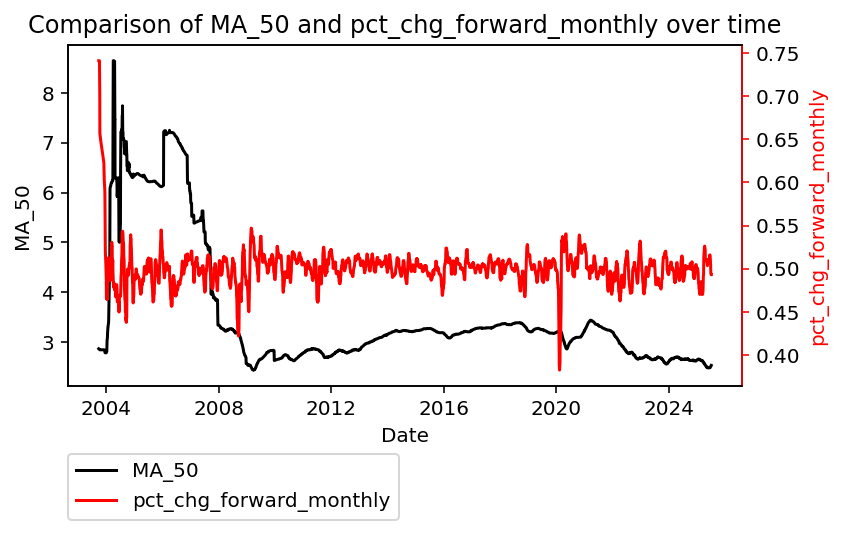 Comparison of MA_50 and pct_chg_forward_monthly over time
MA_50
8
7
6
5
4
3
0.75
0.70
0.65
0.60
0.55
0.50
0.45
0.40
pct_chg_forward_monthly
2004 2008 2012 2016 2020 2024
Date
MA_50
pct_chg_forward_monthly